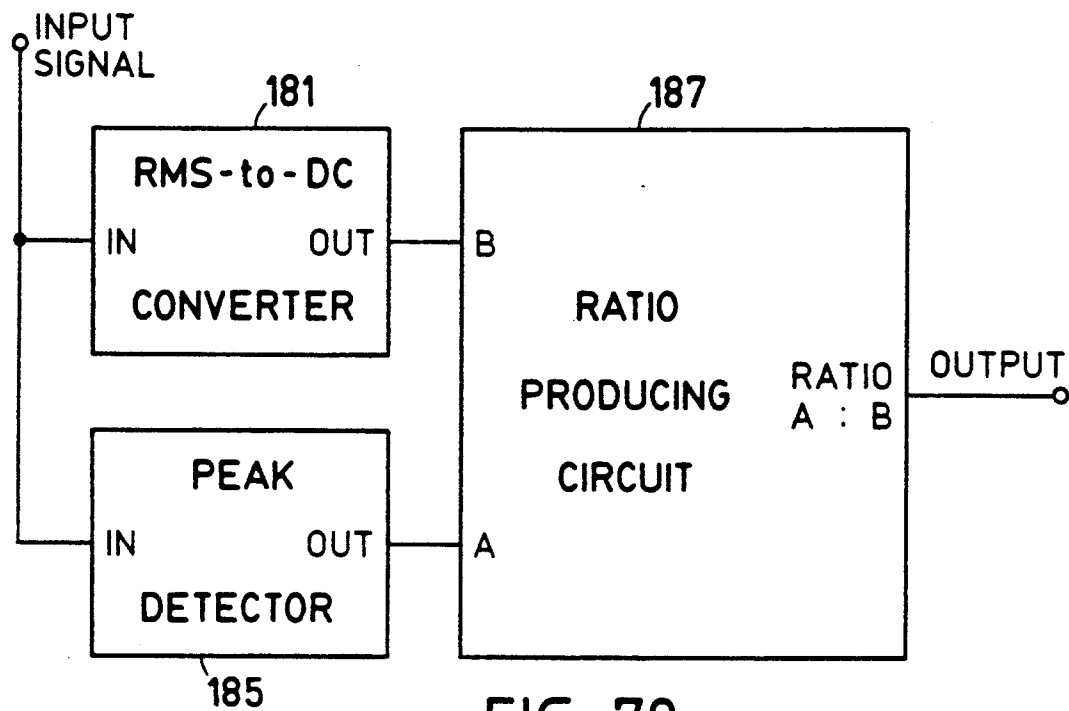 INPUT
SIGNAL
181
187
RMS-to-DC
IN OUT
CONVERTER
B
RATIO
PRODUCING
CIRCUIT
RATIO
A : B
OUTPUT
PEAK
IN OUT
DETECTOR
A
185